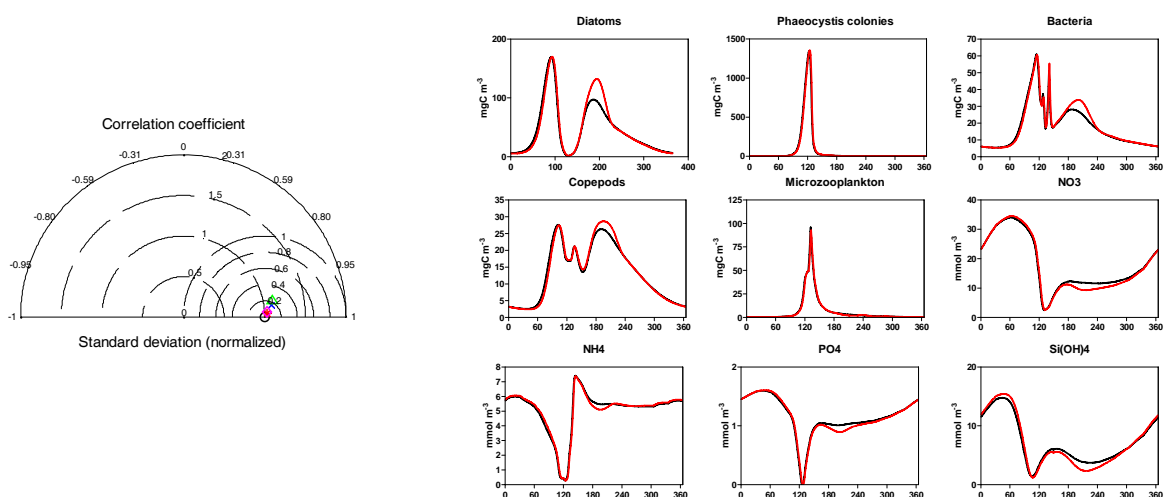 Correlation coefficient
0
-0.31 0.31
-0.59 0.59
-0.80 0.80
-0.95 0.95
-1 0 1
2
1.5
1 1
0.5
0.8
0.6
0.4
0.2
Standard deviation (normalized)
Diatoms
mgC m-3
200
100
0
0 100 200 300 400
Phaeocystis colonies
mgC m-3
1500
1000
500
0
0 60 120 180 240 300 360
Bacteria
mgC m-3
70
60
50
40
30
20
10
0
0 60 120 180 240 300 360
Copepods
mgC m-3
35
30
25
20
15
10
5
0
0 60 120 180 240 300 360
Microzooplankton
mgC m-3
125
100
75
50
25
0
0 60 120 180 240 300 360
NO3
mmol m-3
40
30
20
10
0
0 60 120 180 240 300 360
NH4
mmol m-3
8
7
6
5
4
3
2
1
0
0 60 120 180 240 300 360
PO4
mmol m-3
2
1
0
0 60 120 180 240 300 360
Si(OH)4
mmol m-3
20
10
0
0 60 120 180 240 300 360